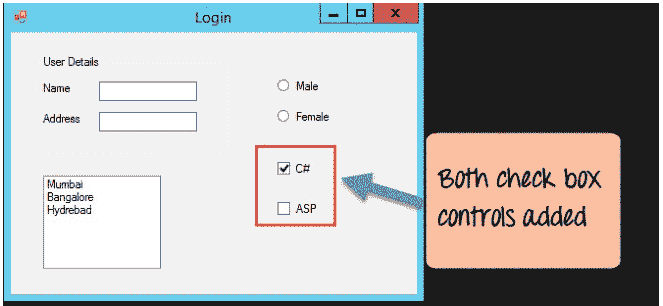 Login
User Details
Name
Male
Address
Female
Mumbai
Bangalore
Hydrebad
C#
ASP
Both check box
controls added